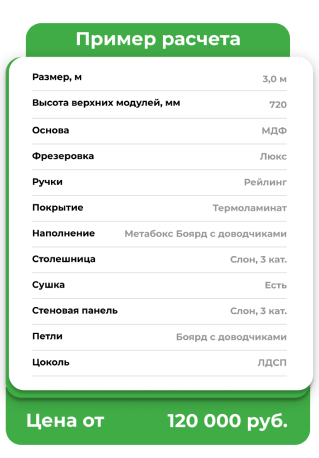 Пример расчета
Размер, м 3,0 м
Высота верхних модулей, мм 720
Основа МДФ
Фрезеровка Люкс
Ручки Рейлинг
Покрытие Термоламинат
Наполнение Метабокс Боярд с доводчиками
Столешница Слон, 3 кат.
Сушка Есть
Стеновая панель Слон, 3 кат.
Петли Боярд с доводчиками
Цоколь ЛДСП
Цена от 120 000 руб.